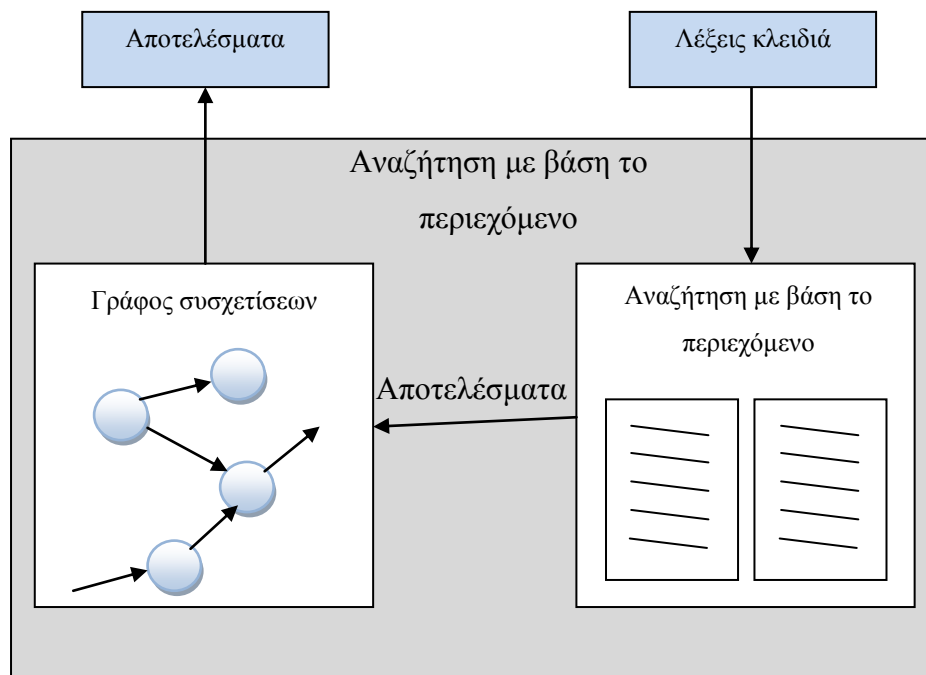 Αποτελέσματα
Λέξεις κλειδιά
Αναζήτηση με βάση το
περιεχόμενο
Γράφος συσχετίσεων
Αναζήτηση με βάση το
περιεχόμενο
Αποτελέσματα